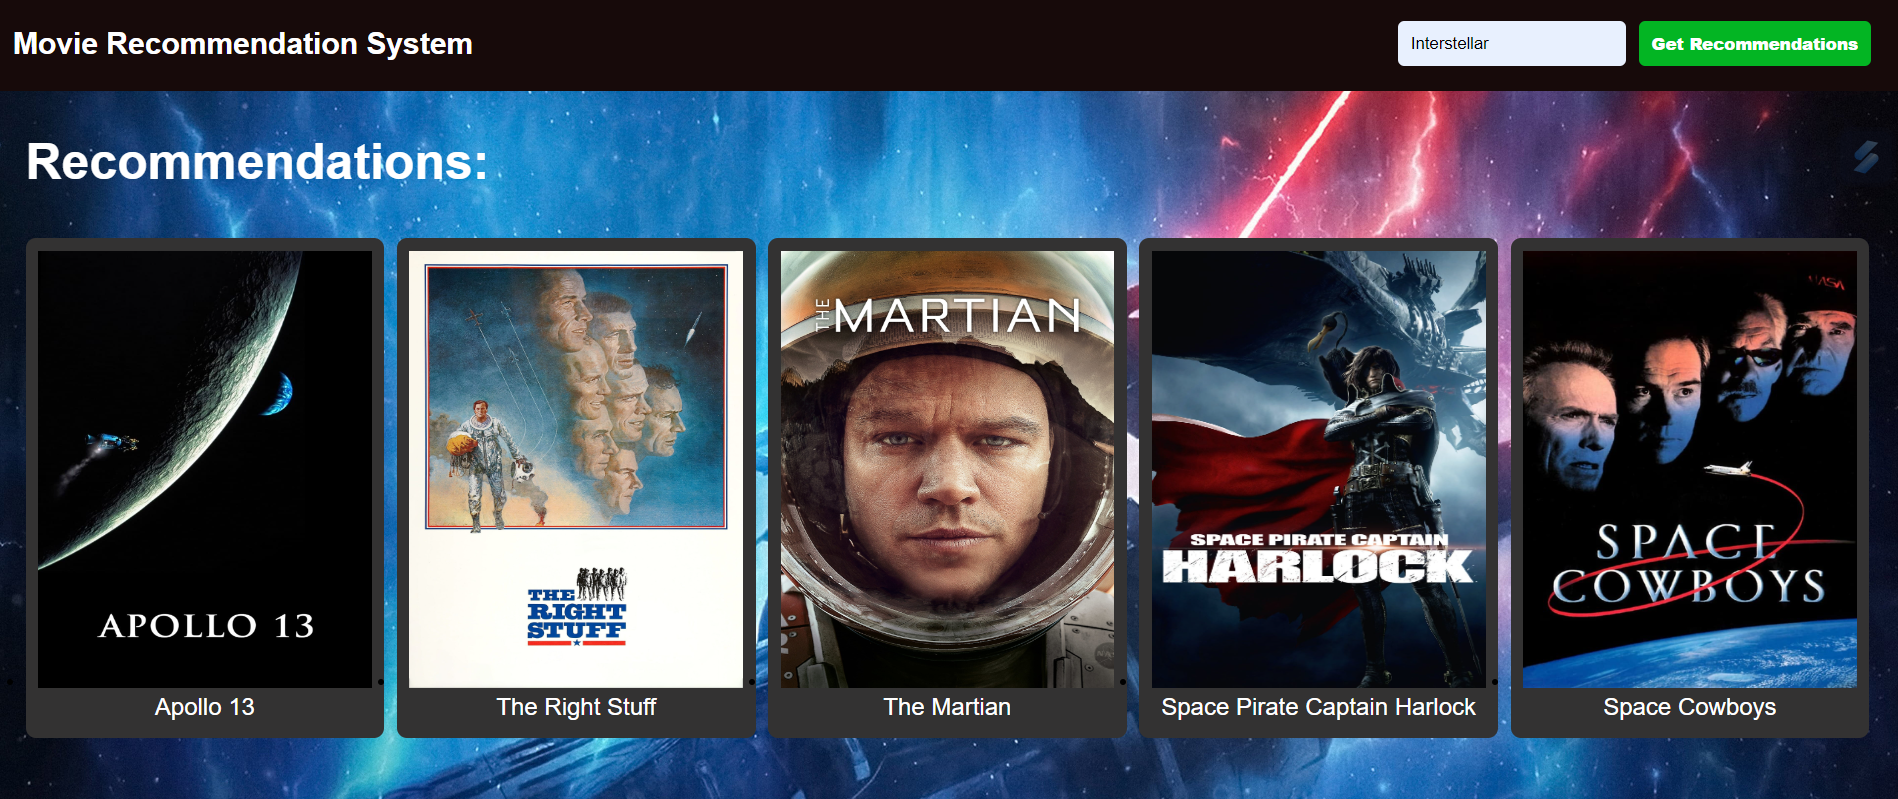 Movie Recommendation System
Interstellar
Get Recommendations
Recommendations:
APOLLO 13
Apollo 13
THE
RIGHT
STUFF
The Right Stuff
THE MARTIAN
The Martian
SPACE PIRATE CAPTAIN
HARLOCK
Space Pirate Captain Harlock
NASA
SPACE
COWBOYS
Space Cowboys